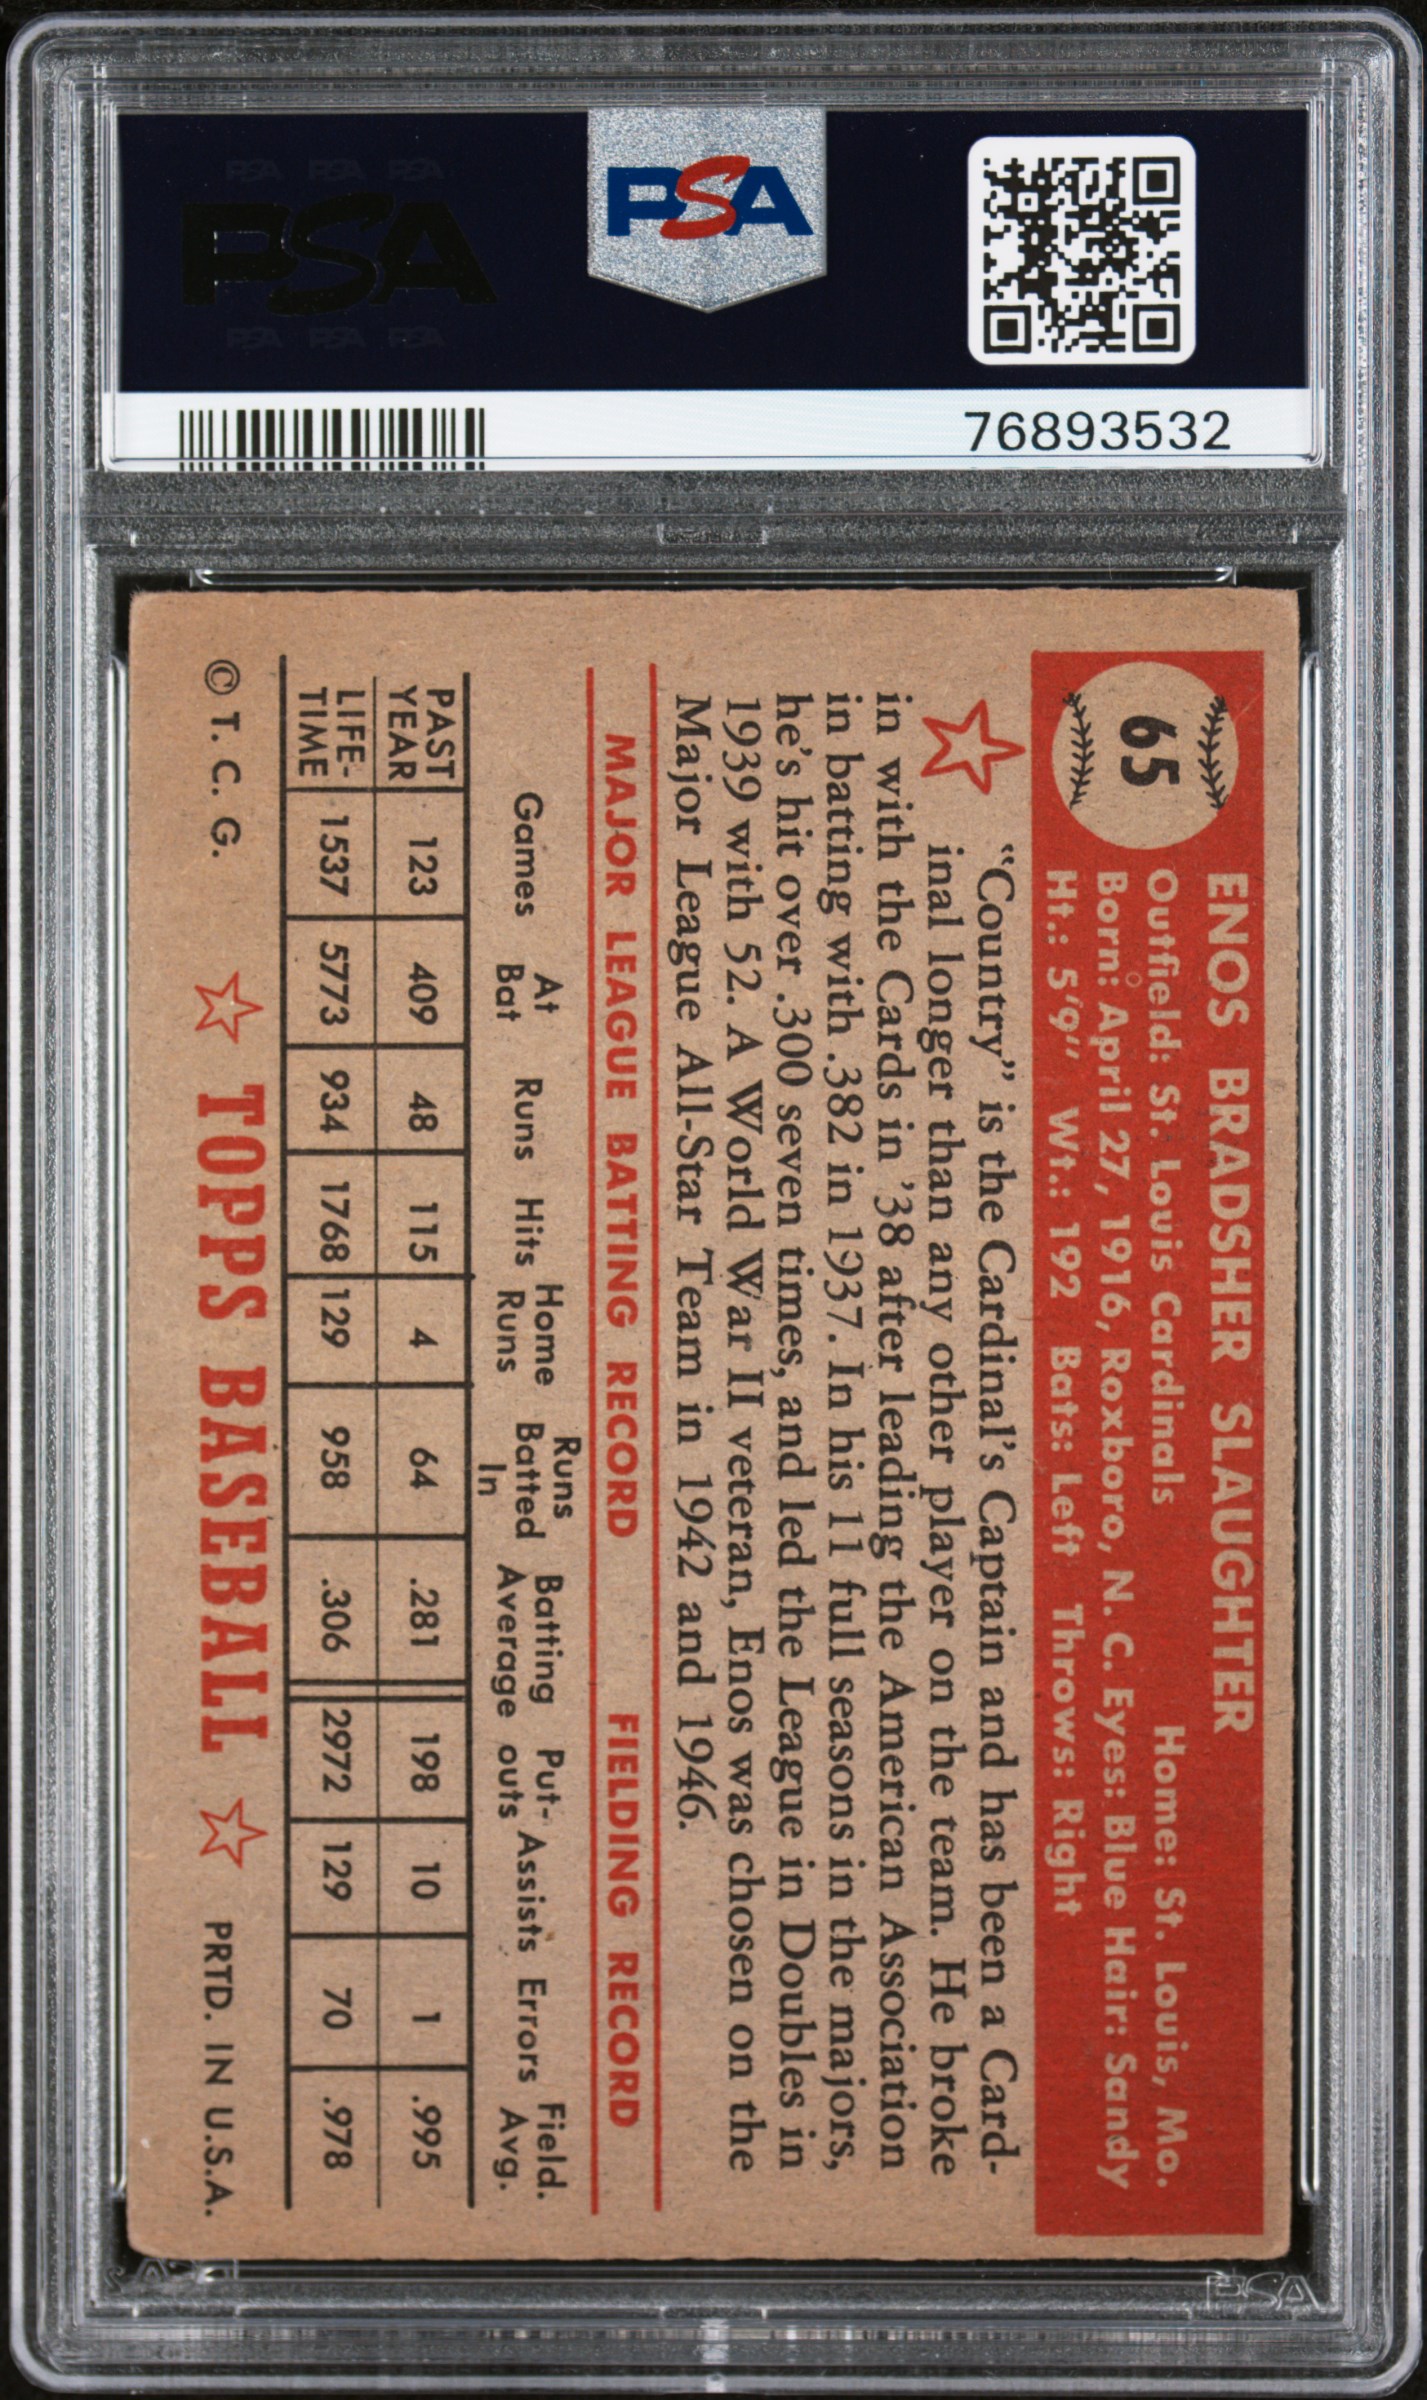 PSA PSA PSA
PSA
PSA PSA PSA
PSA
76893532
65
ENOS BRADSHER SLAUGHTER
Outfield: St. Louis Cardinals Home: St. Louis, Mo.
Born: April 27, 1916, Roxboro, N. C. Eyes: Blue Hair: Sandy
Ht.: 5'9" Wt.: 192 Bats: Left Throws: Right
"Country" is the Cardinal's Captain and has been a Card-
inal longer than any other player on the team. He broke
in with the Cards in '38 after leading the American Association
in batting with .382 in 1937. In his 11 full seasons in the majors,
he's hit over .300 seven times, and led the League in Doubles in
1939 with 52. A World War II veteran, Enos was chosen on the
Major League All-Star Team in 1942 and 1946.
MAJOR LEAGUE BATTING RECORD FIELDING RECORD
Games At Bat Runs Hits Home Runs Runs Batted In Batting Average Put-outs Assists Errors Field. Avg.
PAST YEAR 123 409 48 115 4 64 .281 198 10 1 .995
LIFE-TIME 1537 5773 934 1768 129 958 .306 2972 129 70 .978
© T. C. G. TOPPS BASEBALL PRTD. IN U.S.A.
PSA